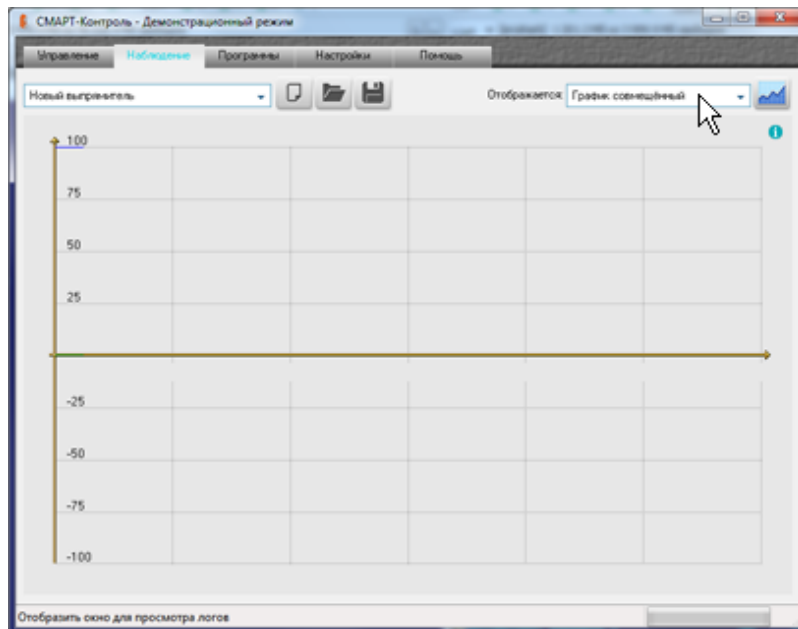 СМАРТ-Контроль - Демонстрационный режим
Управление Наблюдение Программы Настройки Помощь
Новый выпрямитель Отображается: График совмещённый
100
75
50
25
-25
-50
-75
-100
Отобразить окно для просмотра логов